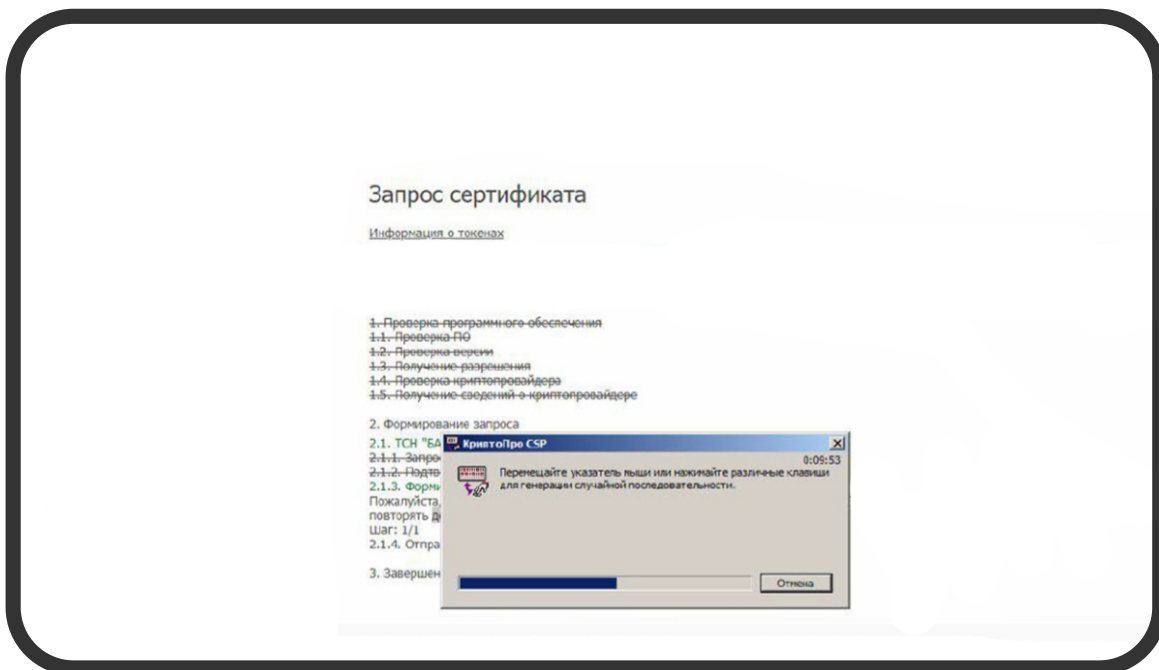 Запрос сертификата
Информация о токенах
1. Проверка программного обеспечения
1.1. Проверка ПО
1.2. Проверка версии
1.3. Получение разрешения
1.4. Проверка криптопровайдера
1.5. Получение сведений о криптопровайдере
2. Формирование запроса
2.1. ТСН "БА
2.1.1. Запро
2.1.2. Подто
2.1.3. Форми
Пожалуйста,
повторять
Шаг: 1/1
2.1.4. Отпра
3. Завершен
КриптоПро CSP
0:09:53
Перемещайте указатель мыши или нажимайте различные клавиши
для генерации случайной последовательности.
Отмена